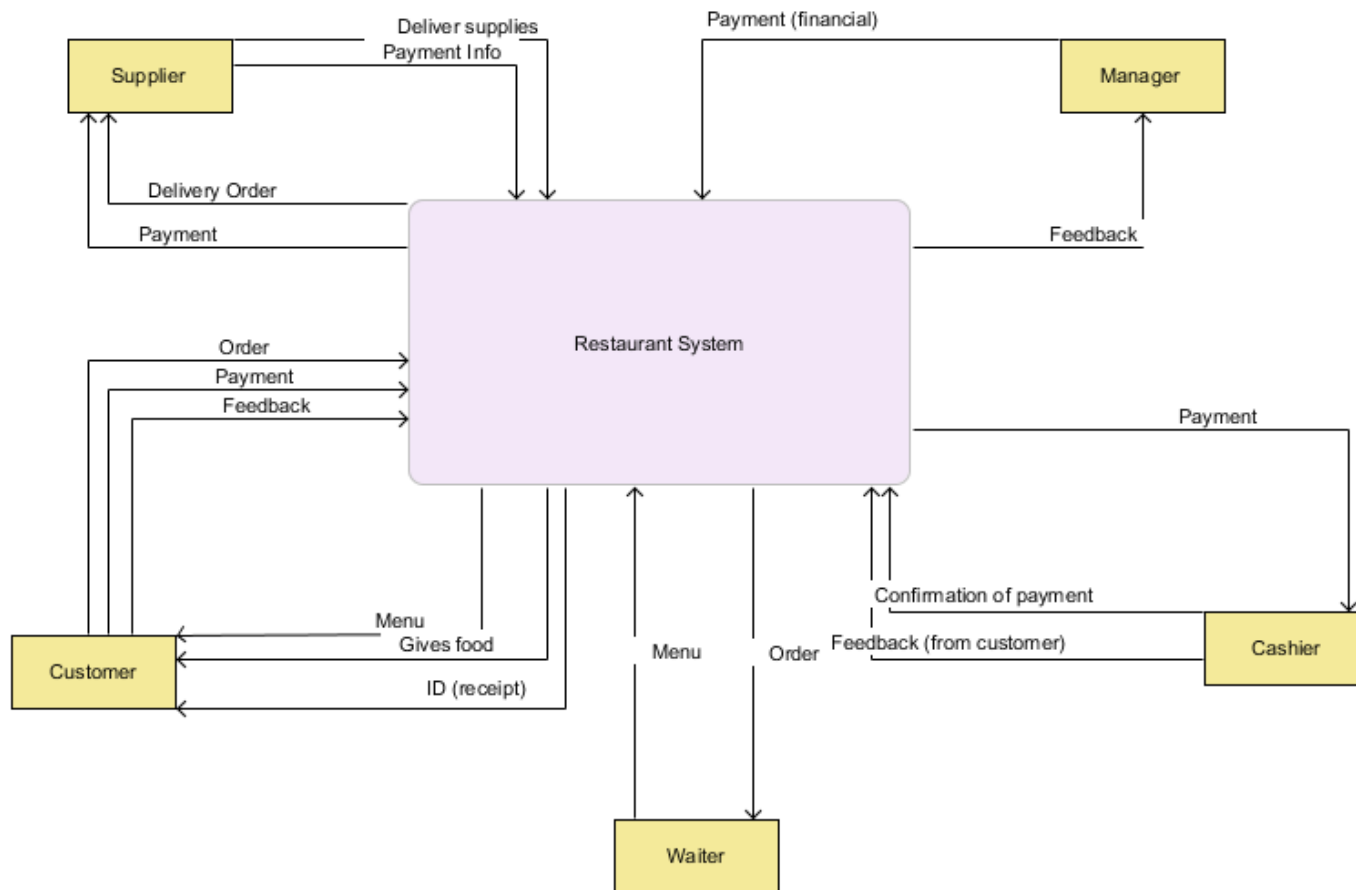 Payment (financial)
Deliver supplies
Payment Info
Supplier
Manager
Delivery Order
Payment
Feedback
Restaurant System
Order
Payment
Feedback
Payment
Confirmation of payment
Menu
Gives food
Feedback (from customer)
Menu
Order
Cashier
Customer
ID (receipt)
Waiter